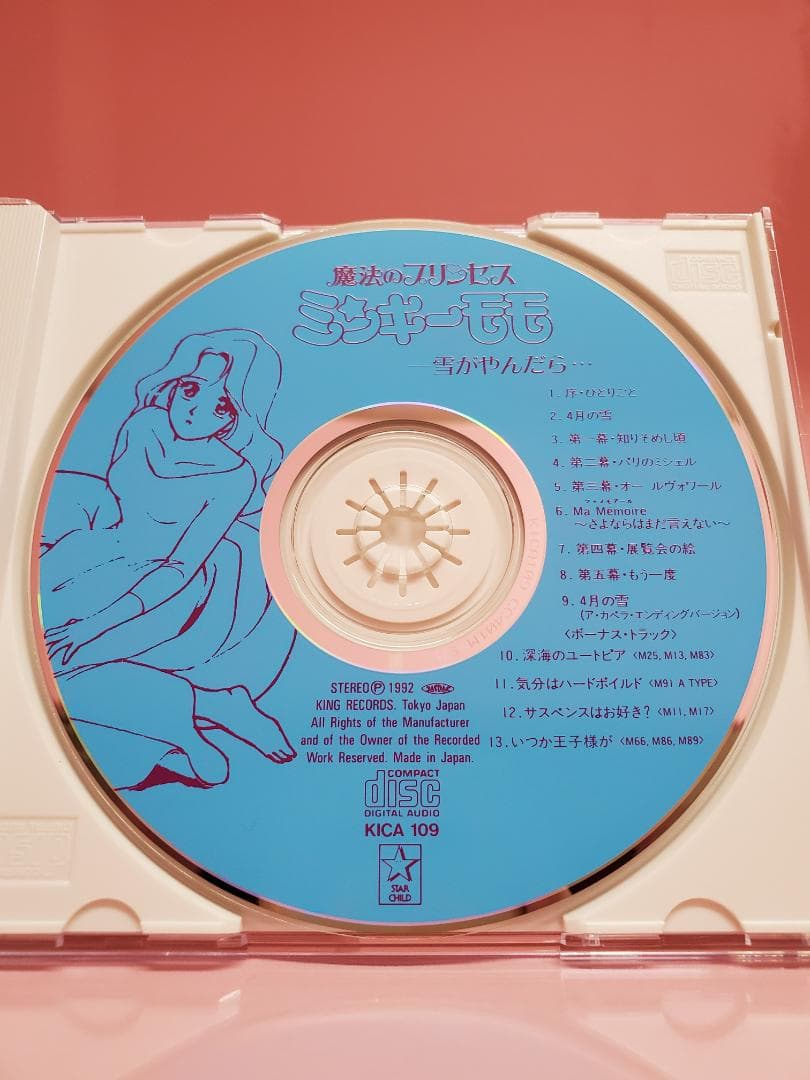 魔法のプリンセス
ミンキーモモ
―雪がやんだら…
1. 序・ひとりごと
2. 4月の雪
3. 第一幕・知りそめし頃
4. 第二幕・パリのミシェル
5. 第三幕・オー ルヴォワール
6. Ma Mémoire
～さよならはまだ言えない～
7. 第四幕・展覧会の絵
8. 第五幕・もう一度
9. 4月の雪
(ア・カペラ・エンディングバージョン)
〈ボーナス・トラック〉
10. 深海のユートピア〈M25, M13, M83〉
11. 気分はハードボイルド〈M91 A TYPE〉
12. サスペンスはお好き？〈M11, M17〉
13. いつか王子様が〈M66, M86, M89〉
STEREO Ⓟ 1992
KING RECORDS. Tokyo Japan
All Rights of the Manufacturer
and of the Owner of the Recorded
Work Reserved. Made in Japan.
COMPACT
disc
DIGITAL AUDIO
KICA 109
STAR
CHILD